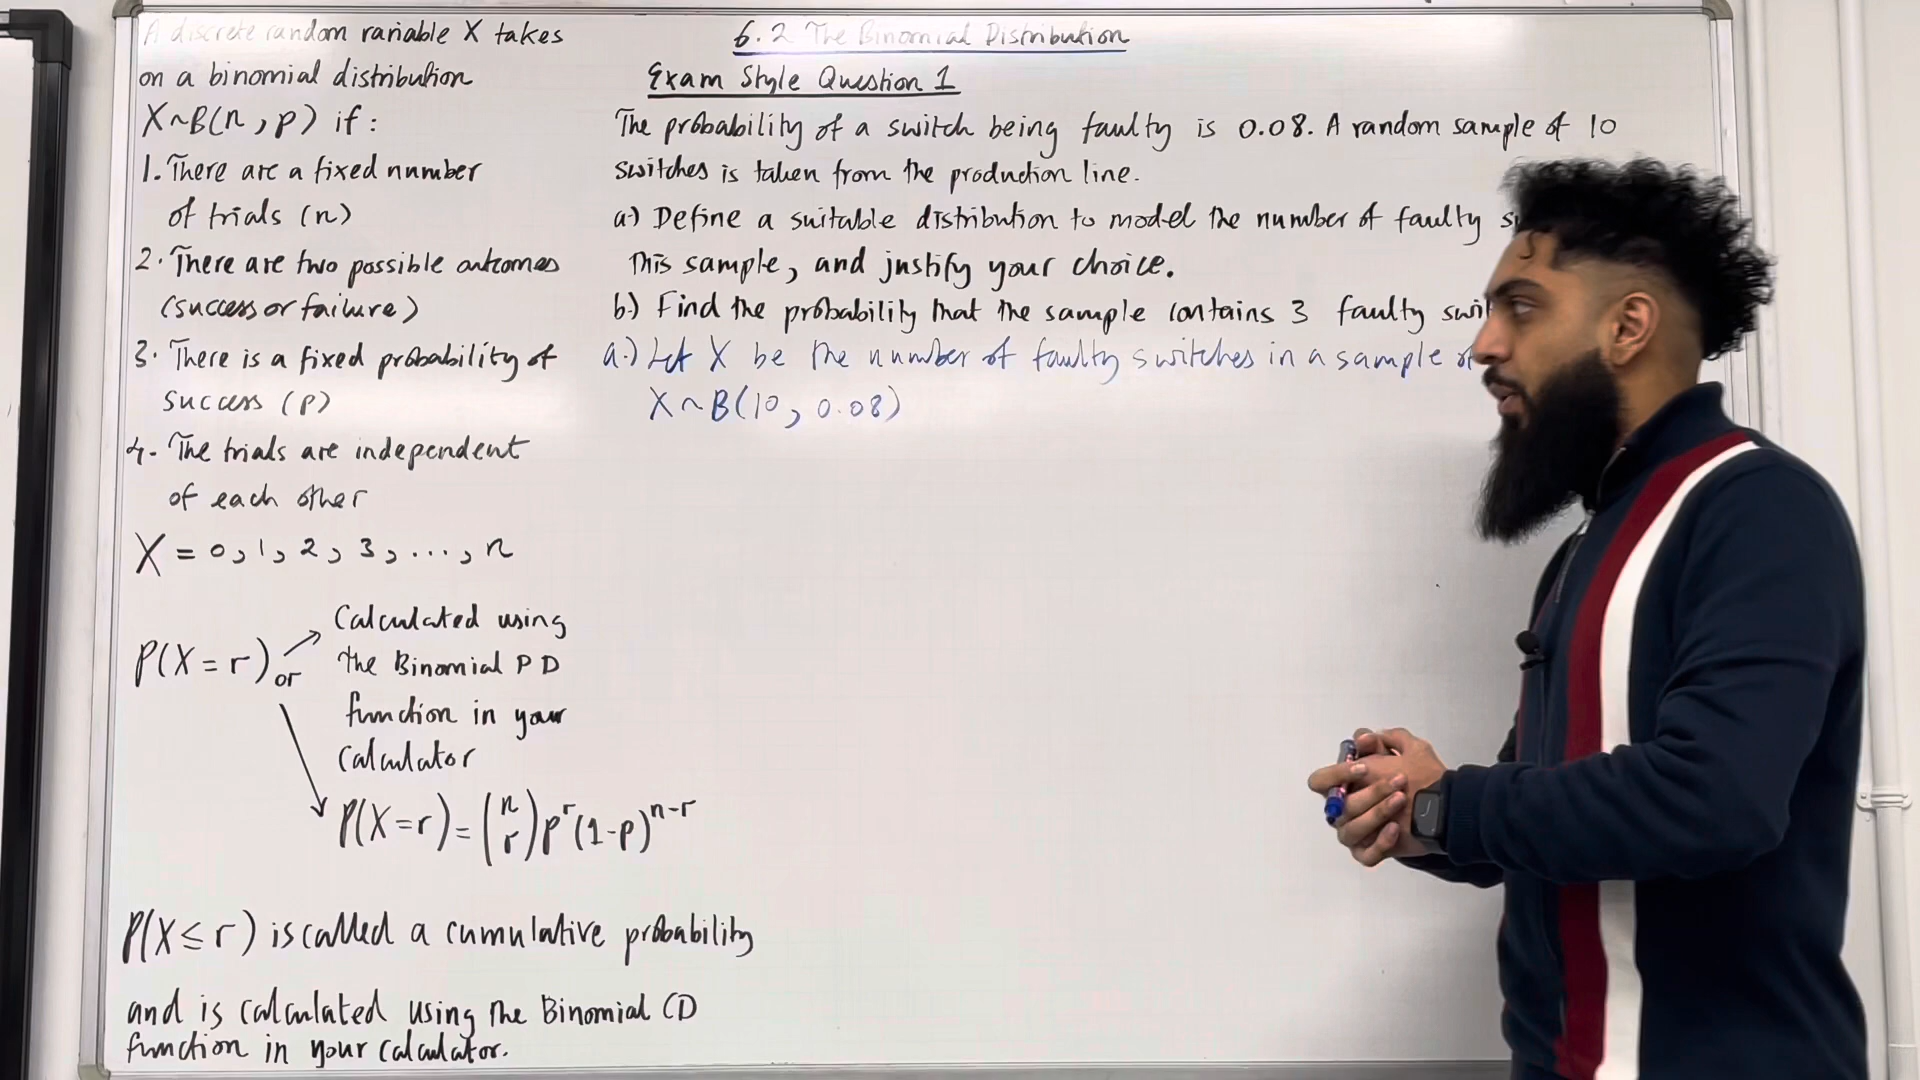 A discrete random variable X takes
on a binomial distribution
X~B(n, p) if:
1. There are a fixed number
of trials (n)
2. There are two possible outcomes
(success or failure)
3. There is a fixed probability of
success (p)
4. The trials are independent
of each other
X = 0, 1, 2, 3, ..., n
P(X = r) or
Calculated using
the Binomial PD
function in your
calculator
P(X=r) = (n r) p^r (1-p)^{n-r}
P(X ≤ r) is called a cumulative probability
and is calculated using the Binomial CD
function in your calculator.
6.2 The Binomial Distribution
Exam Style Question 1
The probability of a switch being faulty is 0.08. A random sample of 10
switches is taken from the production line.
a) Define a suitable distribution to model the number of faulty
this sample, and justify your choice.
b) Find the probability that the sample contains 3 faulty
a.) Let X be the number of faulty switches in a sample of
X ~ B(10, 0.08)